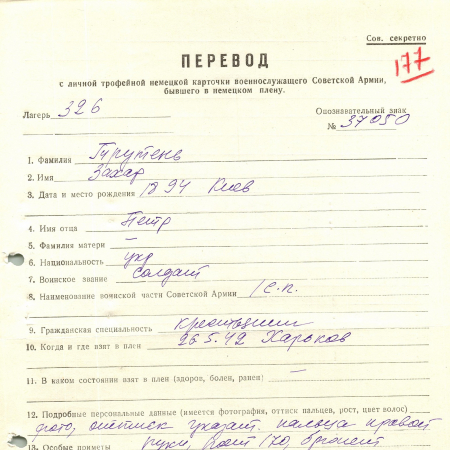 Сов. секретно
177
ПЕРЕВОД
с личной трофейной немецкой карточки военнослужащего Советской Армии,
бывшего в немецком плену.
Лагерь 326
Опознавательный знак
№ 37050
1. Фамилия
2. Имя Захар
3. Дата и место рождения 1894 Киев
4. Имя отца Петр
5. Фамилия матери —
6. Национальность укр
7. Воинское звание солдат
8. Наименование воинской части Советской Армии с.п.
9. Гражданская специальность крестьянин
10. Когда и где взят в плен 26.5.42 Харьков
11. В каком состоянии взят в плен (здоров, болен, ранен) —
12. Подробные персональные данные (имеется фотография, оттиск пальцев, рост, цвет волос)
фото, оттиск указат. пальца правой
руки, рост 170, брюнет
13. Особые приметы